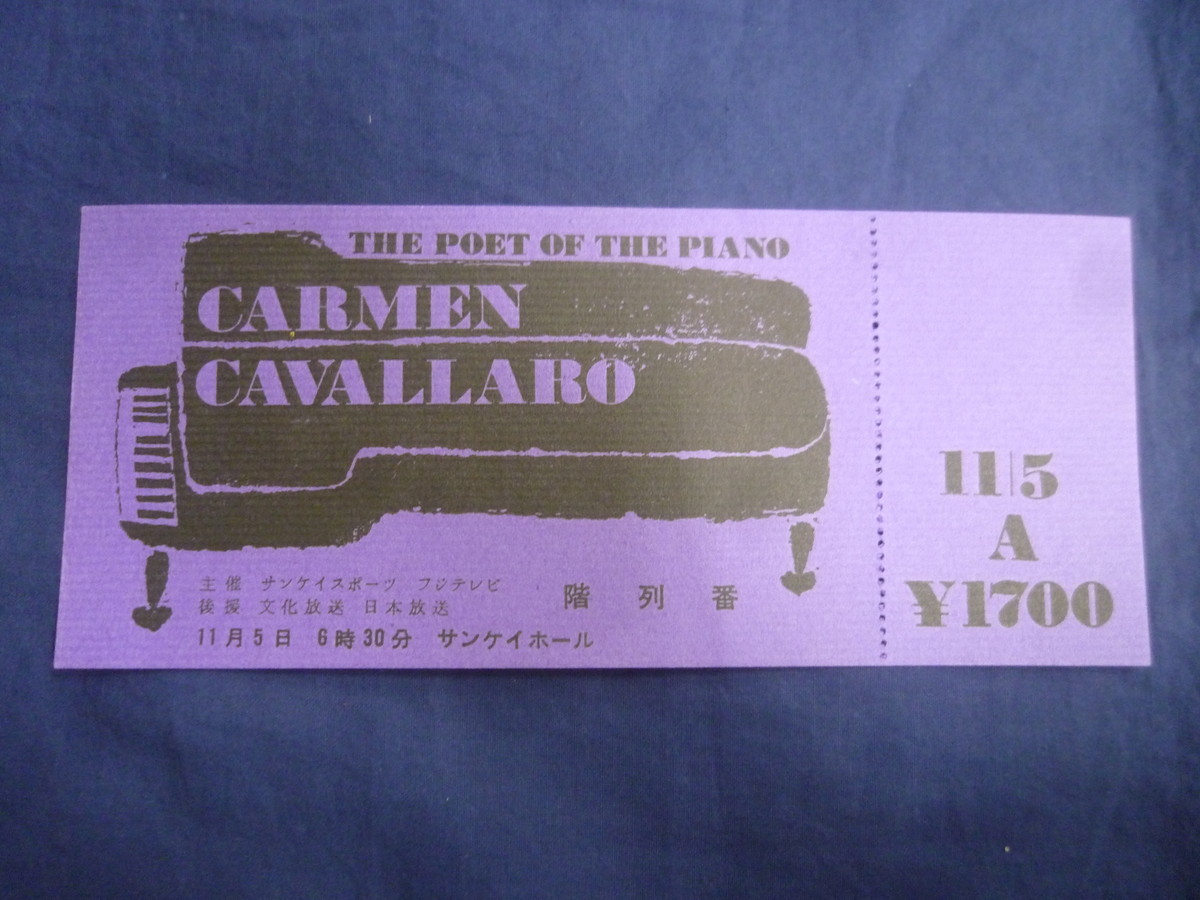 THE POET OF THE PIANO
CARMEN
CAVALLARO
主催 サンケイスポーツ フジテレビ
後援 文化放送 日本放送
階 列 番
11月5日 6時30分 サンケイホール
11|5
A
¥1700